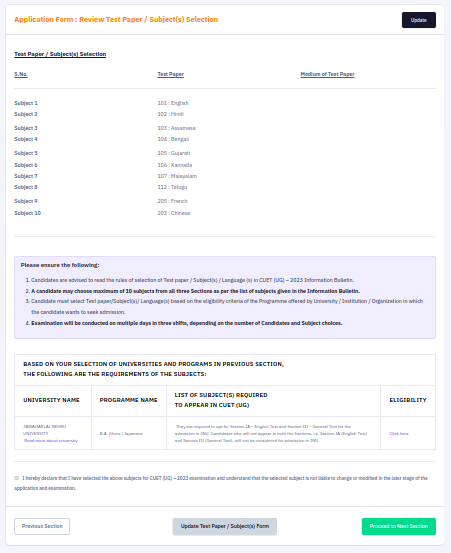 Application Form : Review Test Paper / Subject(s) Selection
Update
Test Paper / Subject(s) Selection
S.No. Test Paper Medium of Test Paper
Subject 1 101 : English
Subject 2 102 : Hindi
Subject 3 103 : Assamese
Subject 4 104 : Bengali
Subject 5 105 : Gujarati
Subject 6 106 : Kannada
Subject 7 107 : Malayalam
Subject 8 112 : Telugu
Subject 9 205 : French
Subject 10 203 : Chinese
Please ensure the following:
1. Candidates are advised to read the rules of selection of Test paper / Subject(s) / Language (s) in CUET (UG) – 2023 Information Bulletin.
2. A candidate may choose maximum of 10 subjects from all three Sections as per the list of subjects given in the Information Bulletin.
3. Candidate must select Test paper/Subject(s)/ Language(s) based on the eligibility criteria of the Programme offered by University / Institution / Organization in which
the candidate wants to seek admission.
4. Examination will be conducted on multiple days in three shifts, depending on the number of Candidates and Subject choices.
BASED ON YOUR SELECTION OF UNIVERSITIES AND PROGRAMS IN PREVIOUS SECTION,
THE FOLLOWING ARE THE REQUIREMENTS OF THE SUBJECTS:
UNIVERSITY NAME PROGRAMME NAME LIST OF SUBJECT(S) REQUIRED
TO APPEAR IN CUET (UG) ELIGIBILITY
JAWAHARLAL NEHRU
UNIVERSITY
Read more about university
B.A. (Hons.) Japanese
They are required to opt for Section IA - English Test and Section III - General Test for the
admission in JNU. Candidates who will not appear in both the Sections, i.e. Section IA (English Test)
and Section III (General Test), will not be considered for admission in JNU.
Click here
I hereby declare that I have selected the above subjects for CUET (UG) – 2023 examination and understand that the selected subject is not liable to change or modified in the later stage of the
application and examination.
Previous Section
Update Test Paper / Subject(s) Form
Proceed to Next Section